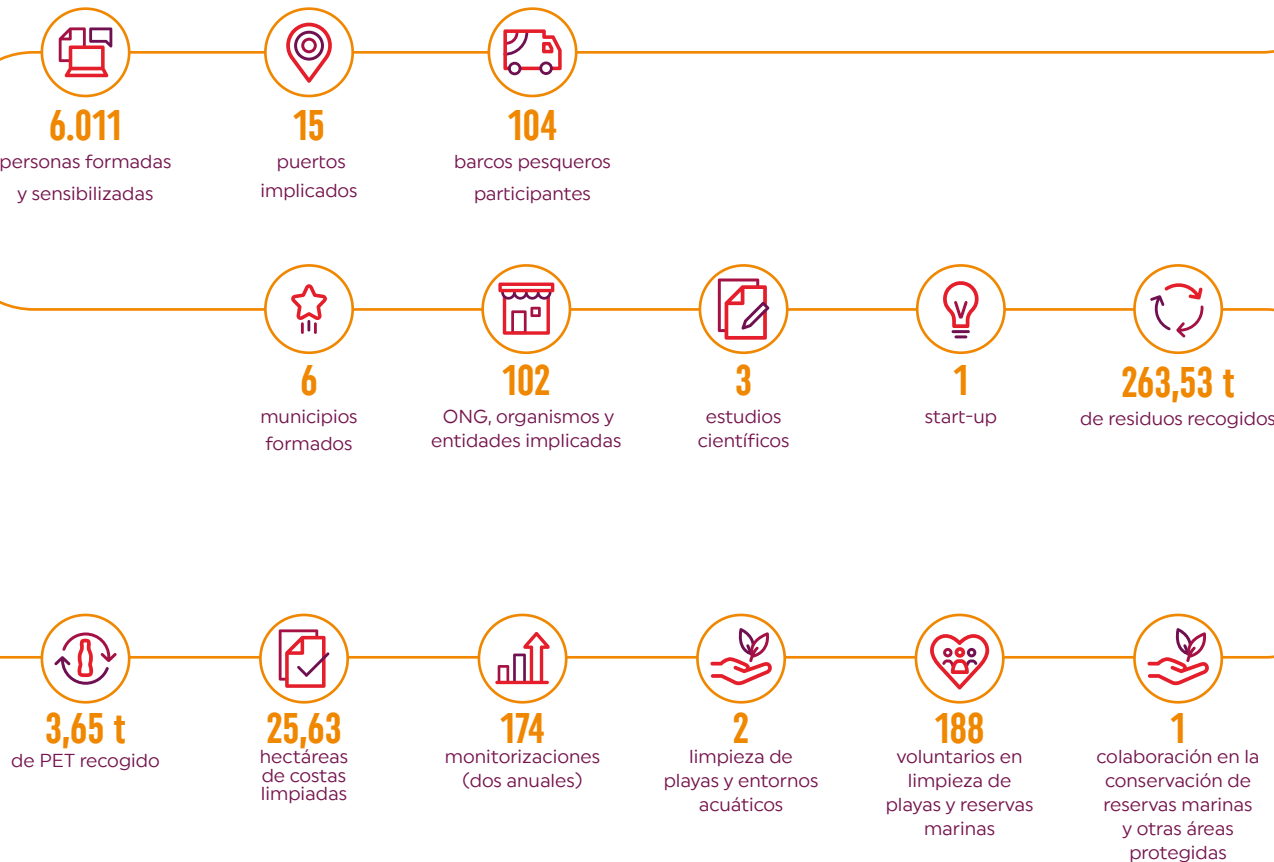 6.011
personas formadas
y sensibilizadas
15
puertos
implicados
104
barcos pesqueros
participantes
6
municipios
formados
102
ONG, organismos y
entidades implicadas
3
estudios
científicos
1
start-up
263,53 t
de residuos recogidos
3,65 t
de PET recogido
25,63
hectáreas
de costas
limpiadas
174
monitorizaciones
(dos anuales)
2
limpieza de
playas y entornos
acuáticos
188
voluntarios en
limpieza de
playas y reservas
marinas
1
colaboración en la
conservación de
reservas marinas
y otras áreas
protegidas